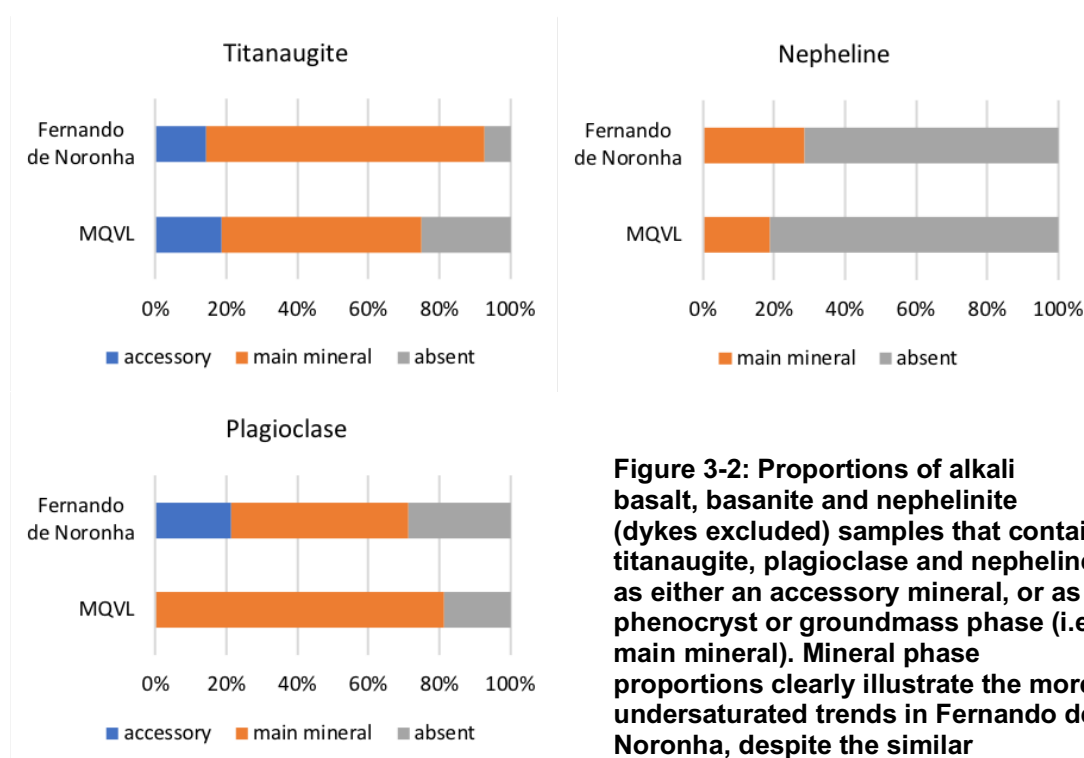 Titanaugite
Fernando
de Noronha
MQVL
0% 20% 40% 60% 80% 100%
accessory main mineral absent
Nepheline
Fernando
de Noronha
MQVL
0% 20% 40% 60% 80% 100%
main mineral absent
Plagioclase
Fernando
de Noronha
MQVL
0% 20% 40% 60% 80% 100%
accessory main mineral absent
Figure 3-2: Proportions of alkali
basalt, basanite and nephelinite
(dykes excluded) samples that contai
titanaugite, plagioclase and nepheline
as either an accessory mineral, or as
phenocryst or groundmass phase (i.e
main mineral). Mineral phase
proportions clearly illustrate the more
undersaturated trends in Fernando de
Noronha, despite the similar